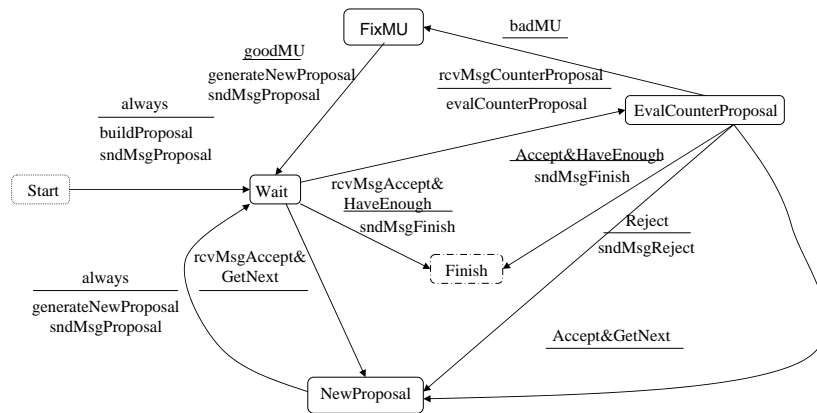 FixMU
badMU
goodMU
generateNewProposal
sndMsgProposal
rcvMsgCounterProposal
evalCounterProposal
always
buildProposal
sndMsgProposal
EvalCounterProposal
Accept&HaveEnough
sndMsgFinish
Start
Wait
rcvMsgAccept&
HaveEnough
sndMsgFinish
Reject
sndMsgReject
rcvMsgAccept&
GetNext
Finish
always
generateNewProposal
sndMsgProposal
Accept&GetNext
NewProposal